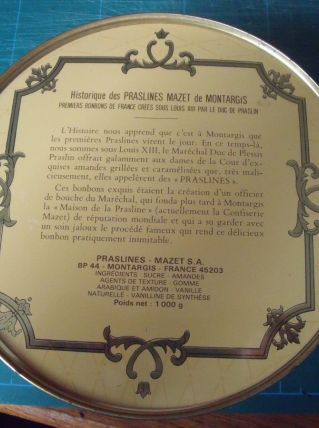 Historique des PRASLINES MAZET de MONTARGIS
PREMIERS BONBONS DE FRANCE CRÉÉS SOUS LOUIS XIII PAR LE DUC DE PRASLIN
L'Histoire nous apprend que c'est à Montargis que
les premières Praslines virent le jour. En ce temps-là,
nous sommes sous Louis XIII, le Maréchal Duc de Plessis
Praslin offrait galamment aux dames de la Cour d'ex-
quises amandes grillées et caramélisées que, très mali-
cieusement, elles appelèrent des « PRASLINES ».
Ces bonbons exquis étaient la création d'un officier
de bouche du Maréchal, qui fonda plus tard à Montargis
la « Maison de la Prasline » (actuellement la Confiserie
Mazet) de réputation mondiale et qui a su garder avec
un soin jaloux le procédé fameux qui rend ce délicieux
bonbon pratiquement inimitable.
PRASLINES - MAZET S.A.
BP 44 - MONTARGIS - FRANCE 45203
INGRÉDIENTS : SUCRE - AMANDES
AGENTS DE TEXTURE : GOMME
ARABIQUE ET AMIDON - VANILLE
NATURELLE - VANILLINE DE SYNTHÈSE
Poids net : 1 000 g